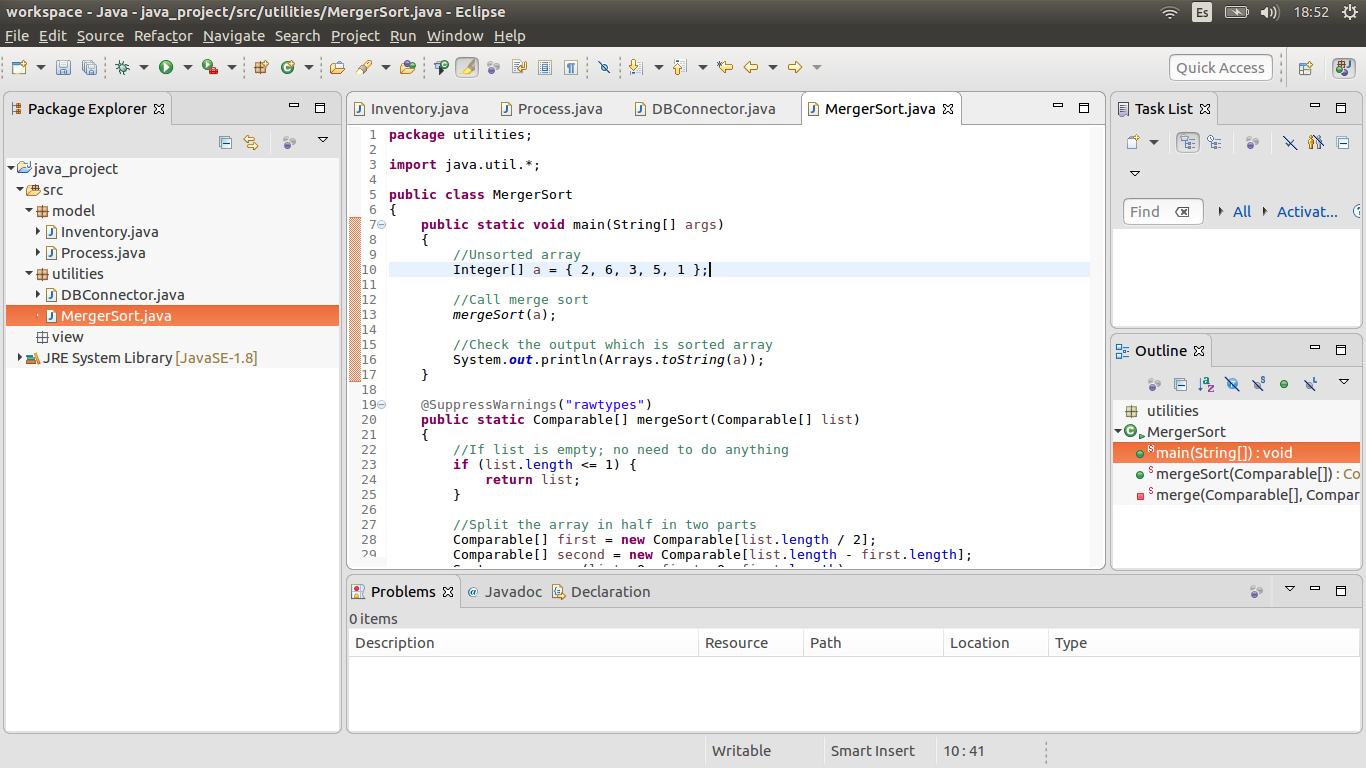 workspace - Java - java_project/src/utilities/MergerSort.java - Eclipse
Es
18:52
File Edit Source Refactor Navigate Search Project Run Window Help
Quick Access
Package Explorer
java_project
src
model
Inventory.java
Process.java
utilities
DBConnector.java
MergerSort.java
view
JRE System Library [JavaSE-1.8]
Inventory.java Process.java DBConnector.java MergerSort.java
1 package utilities;
2
3 import java.util.*;
4
5 public class MergerSort
6 {
7 public static void main(String[] args)
8 {
9 //Unsorted array
10 Integer[] a = { 2, 6, 3, 5, 1 };
11
12 //Call merge sort
13 mergeSort(a);
14
15 //Check the output which is sorted array
16 System.out.println(Arrays.toString(a));
17 }
18
19 @SuppressWarnings("rawtypes")
20 public static Comparable[] mergeSort(Comparable[] list)
21 {
22 //If list is empty; no need to do anything
23 if (list.length <= 1) {
24 return list;
25 }
26
27 //Split the array in half in two parts
28 Comparable[] first = new Comparable[list.length / 2];
29 Comparable[] second = new Comparable[list.length - first.length];
Task List
Find All Activat...
Outline
utilities
MergerSort
main(String[]) : void
mergeSort(Comparable[]) : Co
merge(Comparable[], Compar
Problems Javadoc Declaration
0 items
Description Resource Path Location Type
Writable Smart Insert 10 : 41